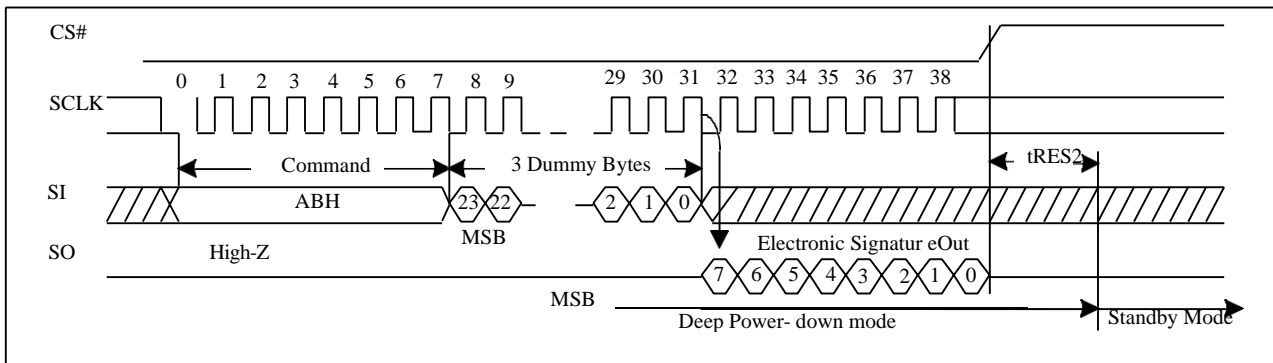 CS#
0 1 2 3 4 5 6 7 8 9 29 30 31 32 33 34 35 36 37 38
SCLK
Command 3 Dummy Bytes tRES2
SI ABH 23 22 2 1 0
MSB
SO High-Z Electronic Signatur eOut
7 6 5 4 3 2 1 0
MSB
Deep Power- down mode Standby Mode